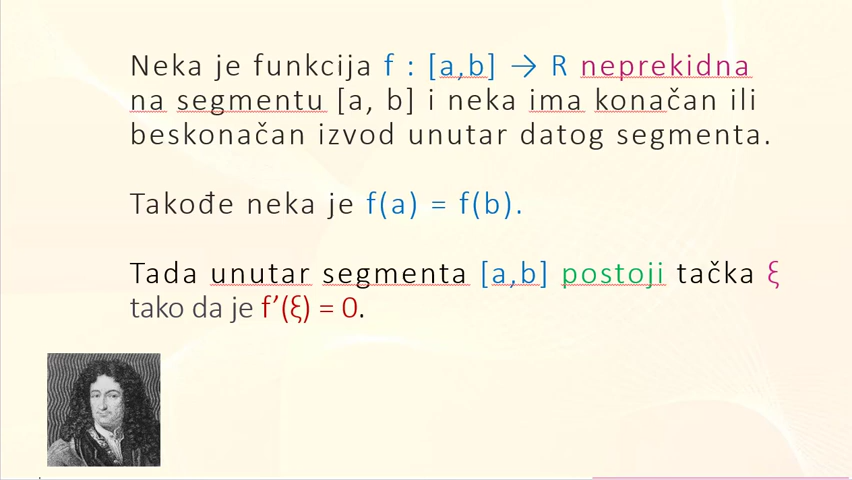 Neka je funkcija f : [a,b] → R neprekidna
na segmentu [a, b] i neka ima konačan ili
beskonačan izvod unutar datog segmenta.
Takođe neka je f(a) = f(b).
Tada unutar segmenta [a,b] postoji tačka ξ
tako da je f’(ξ) = 0.